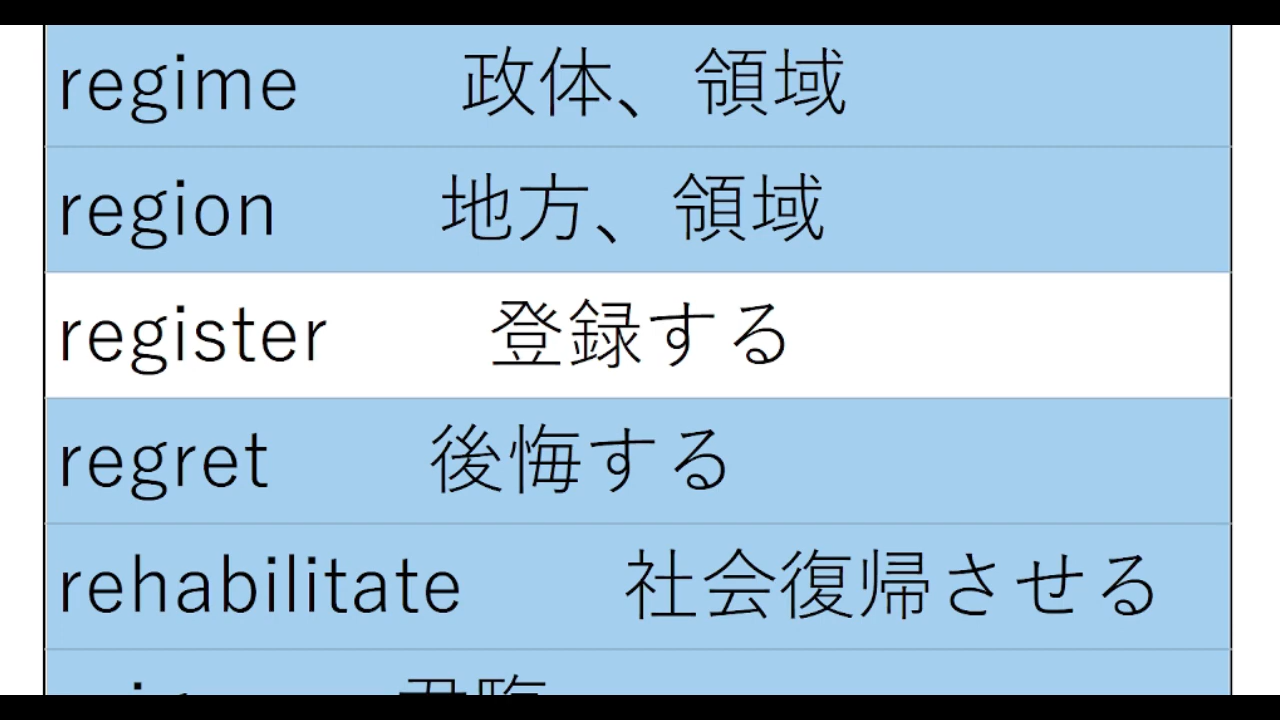 regime 政体、領域
region 地方、領域
register 登録する
regret 後悔する
rehabilitate 社会復帰させる